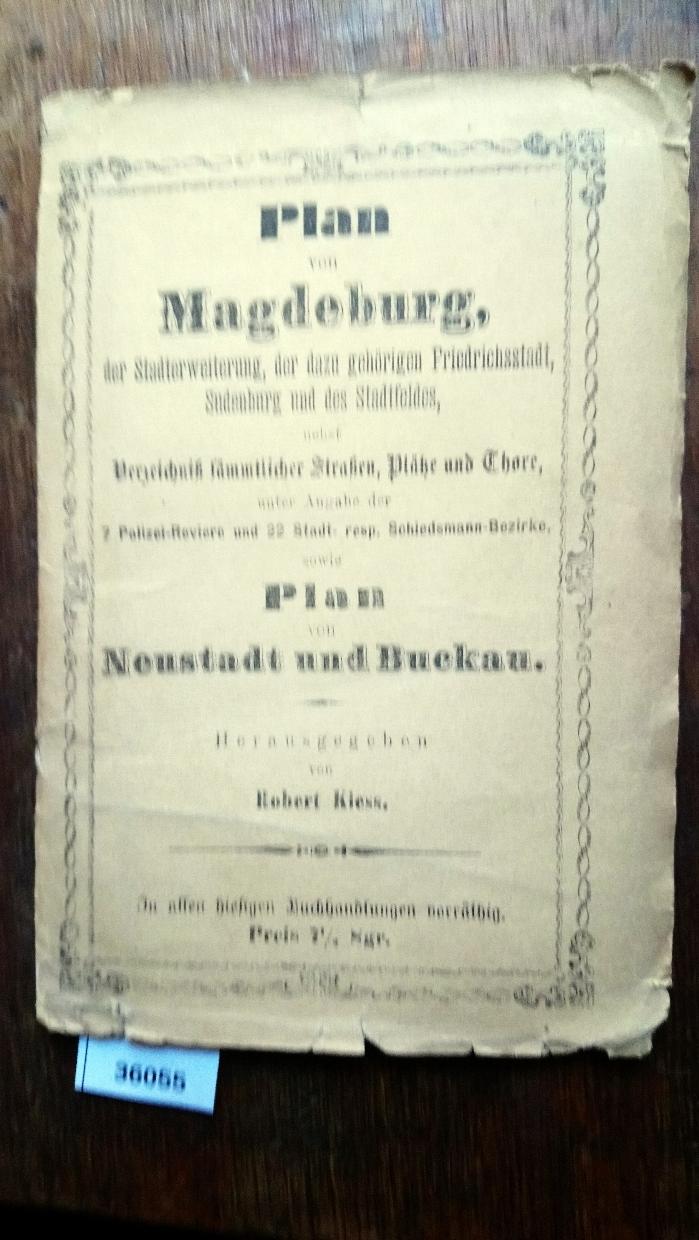 Plan
von
Magdeburg,
der Stadterweiterung, der dazu gehörigen Friedrichsstadt,
Sudenburg und des Stadtfeldes,
nebst
Verzeichniß sämmtlicher Straßen, Plätze und Thore,
unter Angabe der
7 Polizei-Reviere und 22 Stadt- resp. Schiedsmann-Bezirke,
sowie
Plan
von
Neustadt und Buckau.
Herausgegeben
von
Robert Kiess.
In allen hiesigen Buchhandlungen vorräthig.
Preis 7½ Sgr.
36055